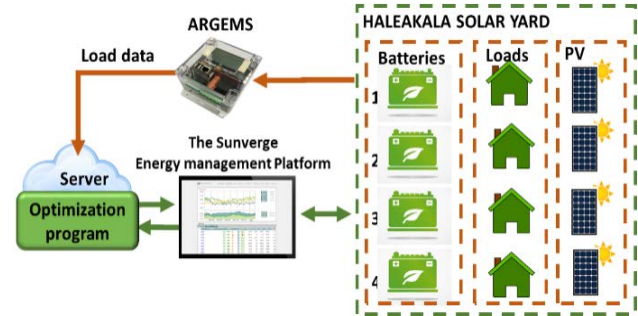 ARGEMS
Load data
HALEAKALA SOLAR YARD
Batteries
Loads
PV
1
2
3
4
The Sunverge
Energy management Platform
Server
Optimization
program